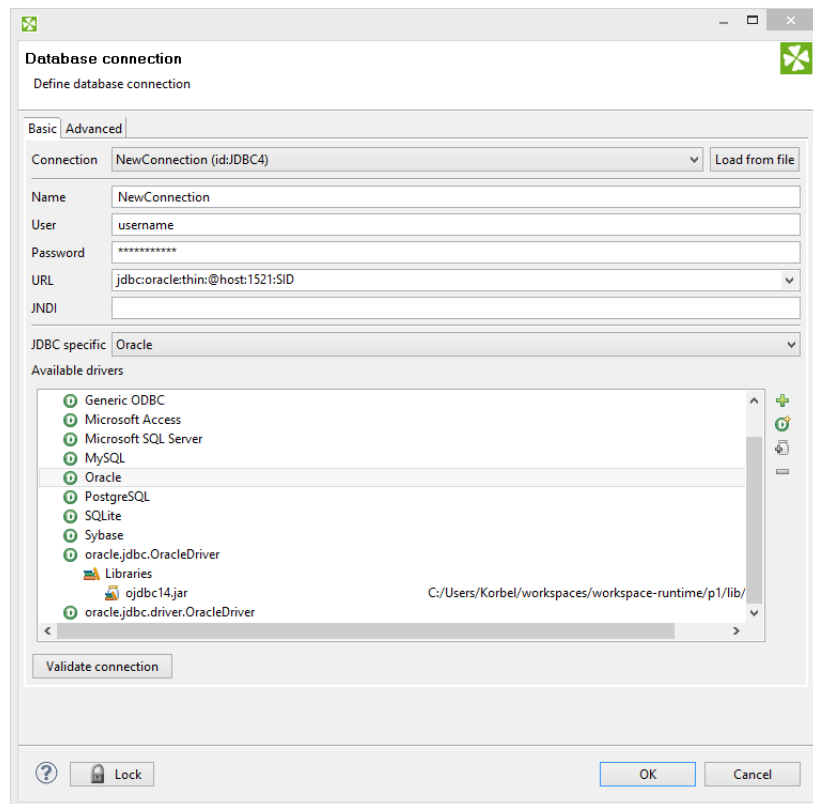 Database connection
Define database connection
Basic Advanced
Connection NewConnection (id:JDBC4) Load from file
Name NewConnection
User username
Password ***********
URL jdbc:oracle:thin:@host:1521:SID
JNDI
JDBC specific Oracle
Available drivers
Generic ODBC
Microsoft Access
Microsoft SQL Server
MySQL
Oracle
PostgreSQL
SQLite
Sybase
oracle.jdbc.OracleDriver
Libraries
ojdbc14.jar C:/Users/Korbel/workspaces/workspace-runtime/p1/lib/
oracle.jdbc.driver.OracleDriver
Validate connection
? Lock OK Cancel